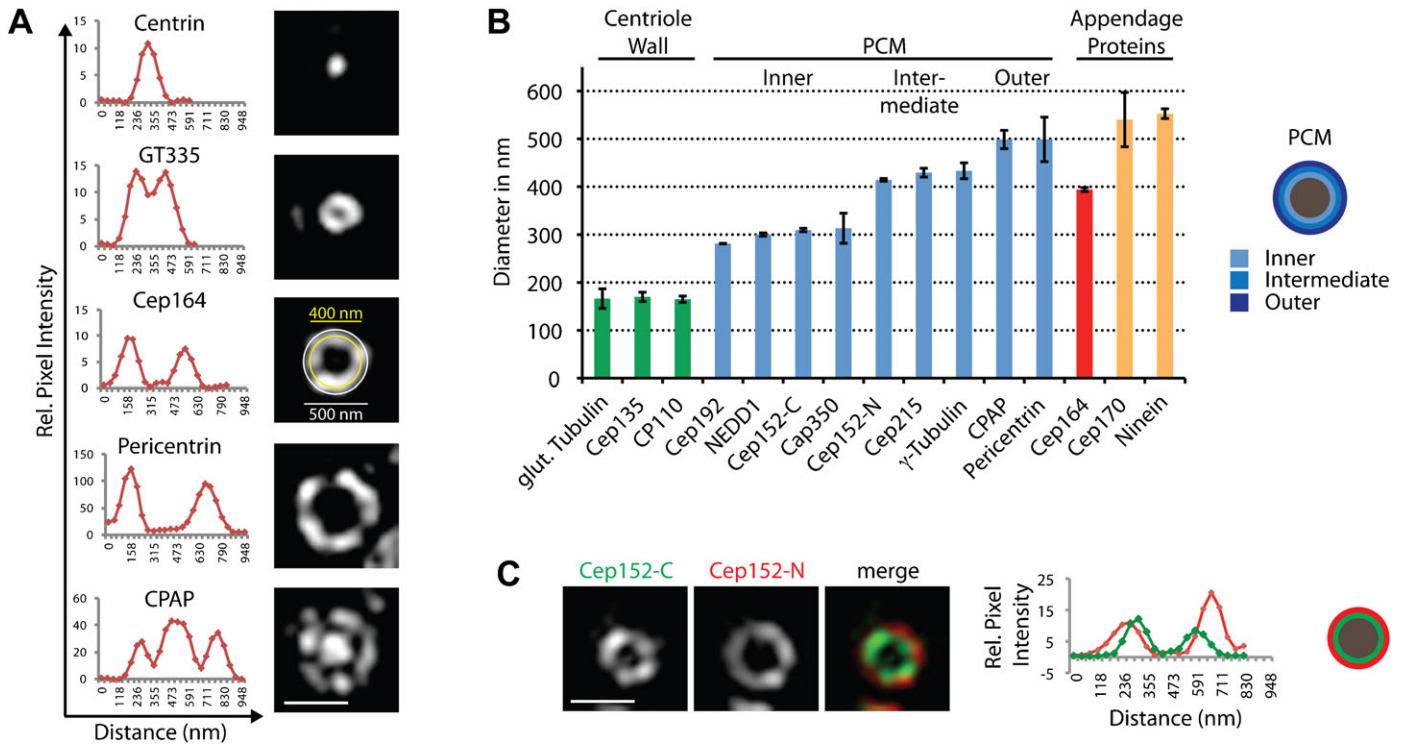 A
Rel. Pixel Intensity
Centrin
15
10
5
0
0 118 236 355 473 591 711 830 948
GT335
15
10
5
0
0 118 236 355 473 591 711 830 948
Cep164
15
10
5
0
0 158 315 473 630 790 948
400 nm
500 nm
Pericentrin
150
100
50
0
0 158 315 473 630 790 948
CPAP
60
40
20
0
0 118 236 355 473 591 711 830 948
Distance (nm)
B
Centriole
Wall
PCM
Appendage
Proteins
Inner
Inter-
mediate
Outer
Diameter in nm
600
500
400
300
200
100
0
glut. Tubulin
Cep135
CP110
Cep192
NEDD1
Cep152-C
Cap350
Cep152-N
Cep215
γ-Tubulin
CPAP
Pericentrin
Cep164
Cep170
Ninein
PCM
Inner
Intermediate
Outer
C
Cep152-C Cep152-N merge
Rel. Pixel
Intensity
25
15
5
-5
0 118 236 355 473 591 711 830 948
Distance (nm)